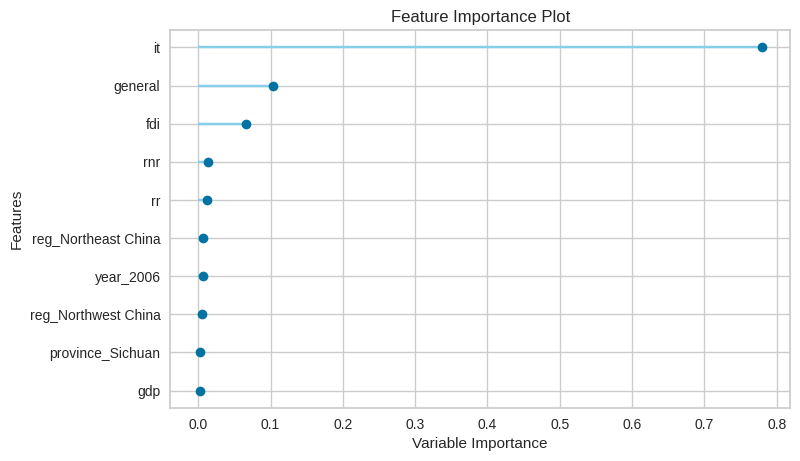 Feature Importance Plot
it
general
fdi
rnr
rr
reg_Northeast China
year_2006
reg_Northwest China
province_Sichuan
gdp
Features
0.0 0.1 0.2 0.3 0.4 0.5 0.6 0.7 0.8
Variable Importance